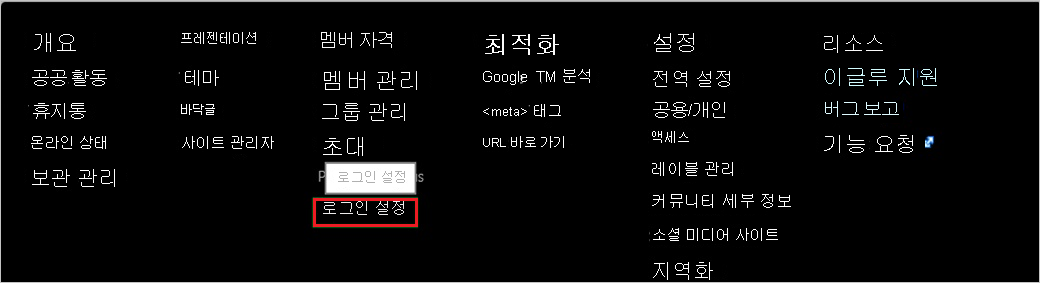 개요
공공 활동
휴지통
온라인 상태
보관 관리
프레젠테이션
테마
바닥글
사이트 관리자
멤버 자격
멤버 관리
그룹 관리
초대
로그인 설정
로그인 설정
최적화
Google TM 분석
<meta> 태그
URL 바로 가기
설정
전역 설정
공용/개인
액세스
레이블 관리
커뮤니티 세부 정보
소셜 미디어 사이트
지역화
리소스
이글루 지원
버그 보고
기능 요청